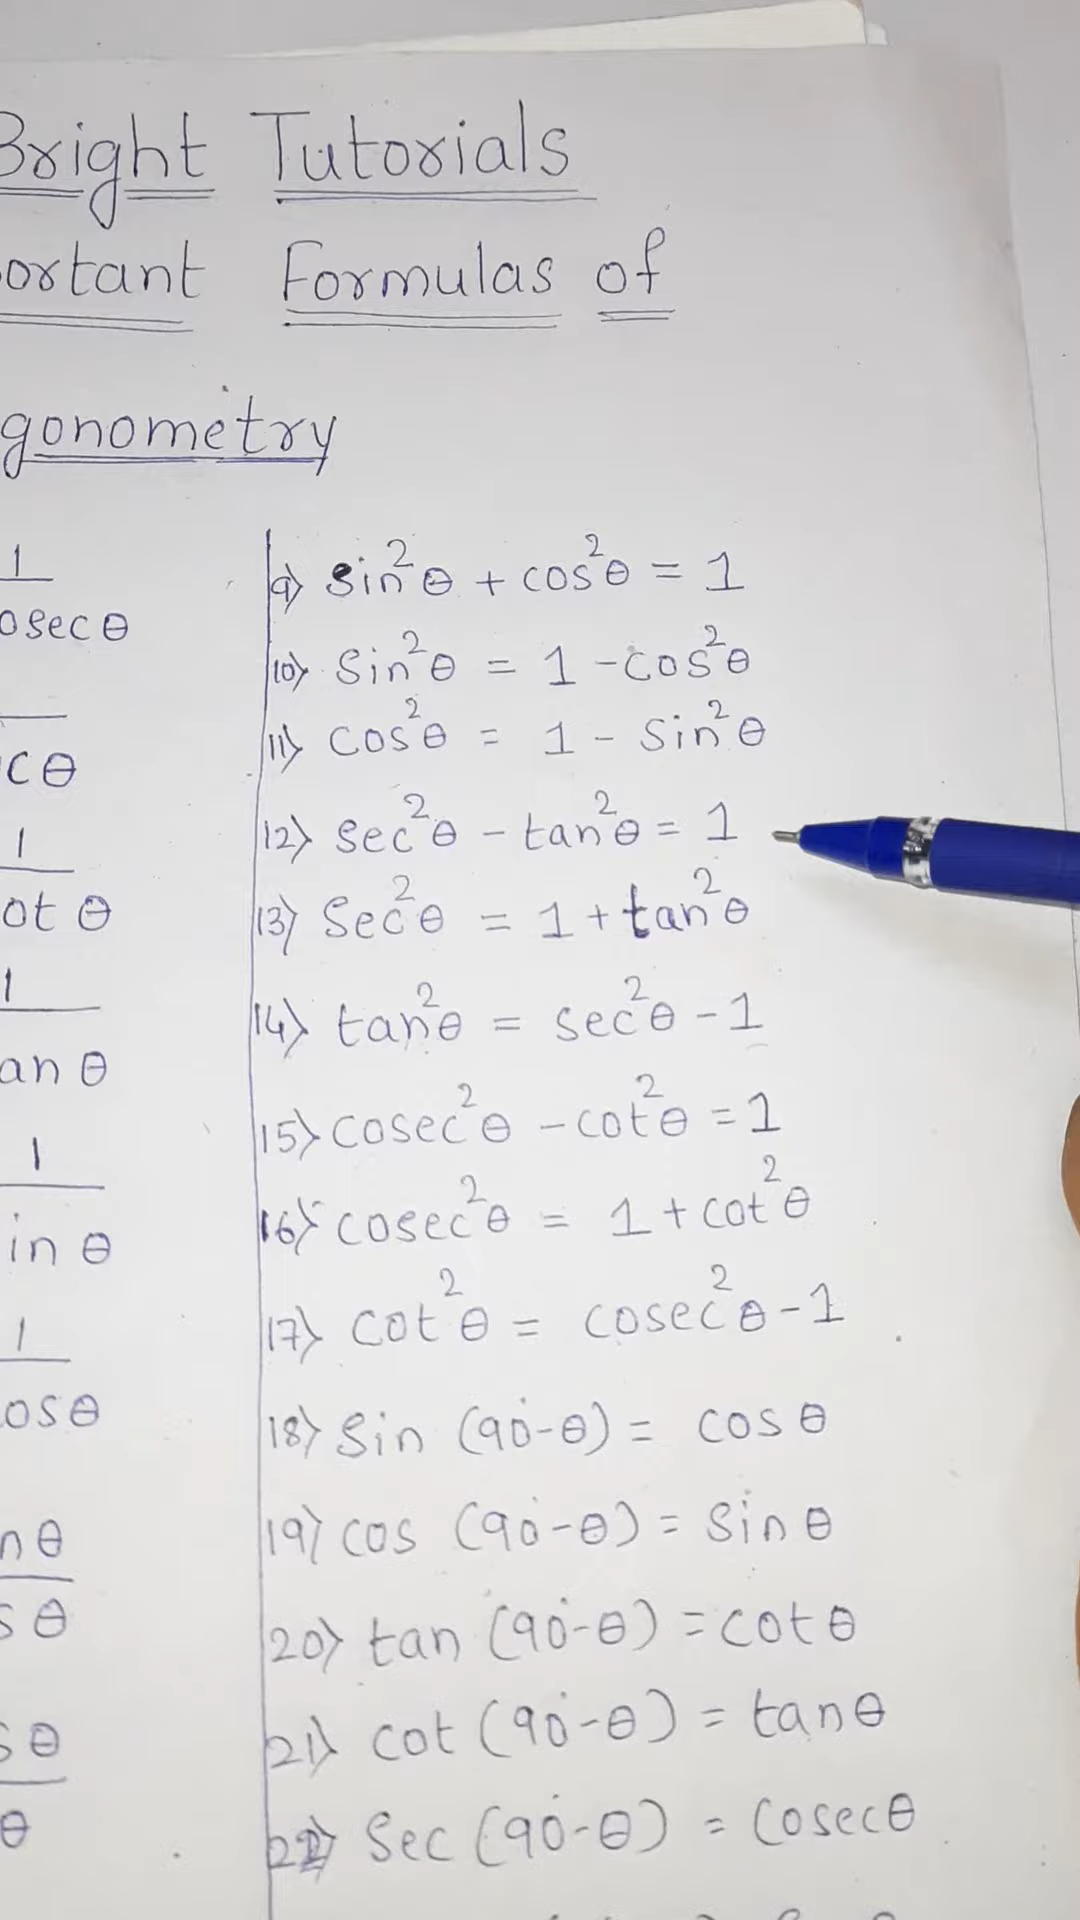 Bright Tutorials
ortant Formulas of
gonometry
1
osec θ
c θ
1
ot θ
1
an θ
1
in θ
1
os θ
n θ
s θ
s θ
θ
9) sin²θ + cos²θ = 1
10) sin²θ = 1 - cos²θ
11) cos²θ = 1 - sin²θ
12) sec²θ - tan²θ = 1
13) Sec²θ = 1 + tan²θ
14) tan²θ = sec²θ - 1
15) cosec²θ - cot²θ = 1
16) cosec²θ = 1 + cot²θ
17) cot²θ = cosec²θ - 1
18) sin (90°-θ) = cos θ
19) cos (90°-θ) = sin θ
20) tan (90°-θ) = cot θ
21) cot (90°-θ) = tan θ
22) Sec (90°-θ) = cosec θ